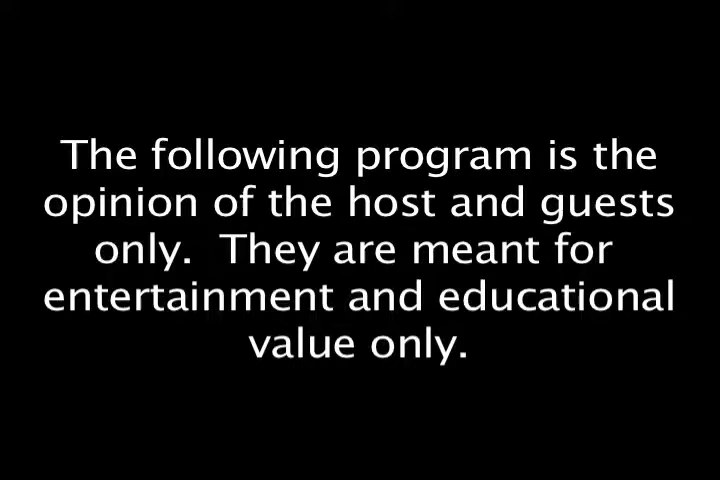 The following program is the
opinion of the host and guests
only.  They are meant for
entertainment and educational
value only.